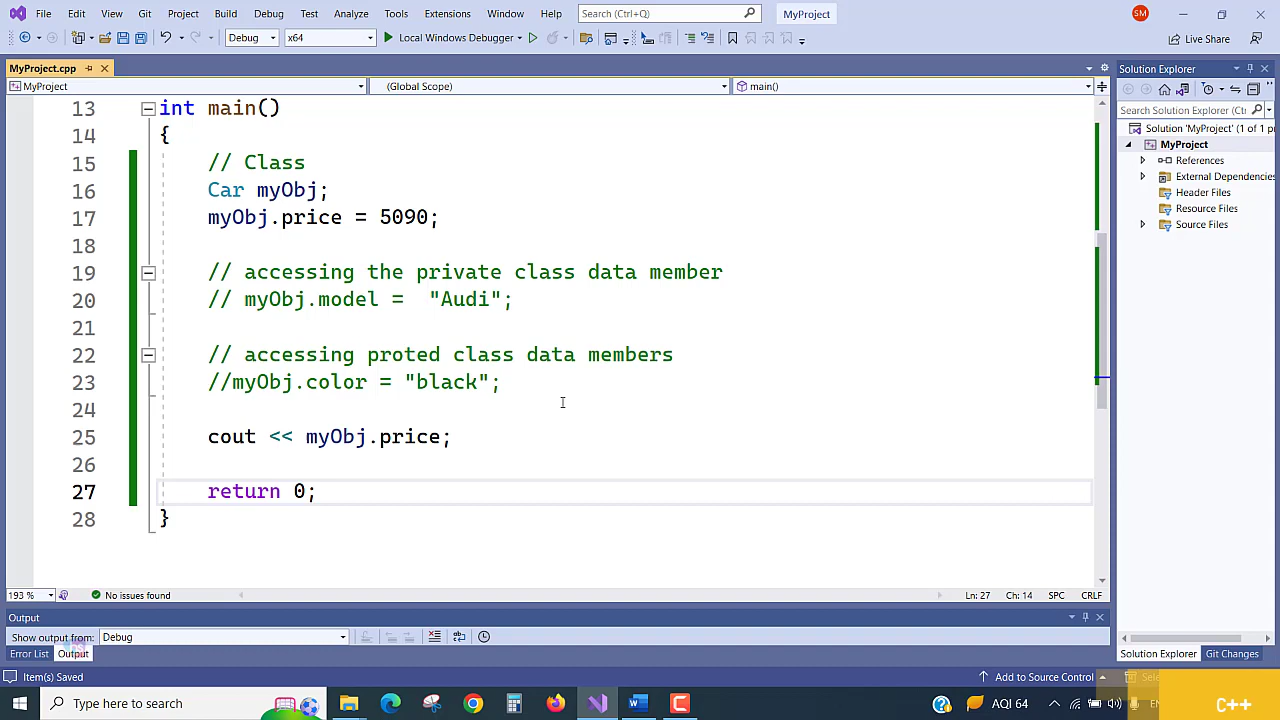 File Edit View Git Project Build Debug Test Analyze Tools Extensions Window Help Search (Ctrl+Q) MyProject SM
Debug x64 Local Windows Debugger Live Share
MyProject.cpp
MyProject (Global Scope) main()
13 int main()
14 {
15 // Class
16 Car myObj;
17 myObj.price = 5090;
18
19 // accessing the private class data member
20 // myObj.model =  "Audi";
21
22 // accessing proted class data members
23 //myObj.color = "black";
24
25 cout << myObj.price;
26
27 return 0;
28 }
193 % No issues found Ln: 27 Ch: 14 SPC CRLF
Output
Show output from: Debug
Error List Output
Solution Explorer
Search Solution Explorer (Ctrl
Solution 'MyProject' (1 of 1 p
MyProject
References
External Dependencie
Header Files
Resource Files
Source Files
Solution Explorer Git Changes
Item(s) Saved Add to Source Control
Type here to search AQI 64 C++